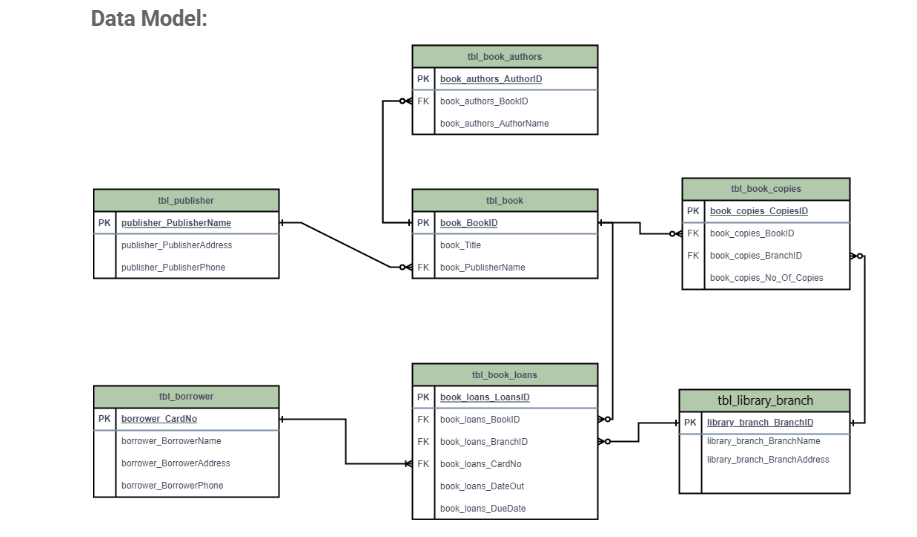 Data Model:
tbl_book_authors
PK book_authors_AuthorID
FK book_authors_BookID
book_authors_AuthorName
tbl_publisher
PK publisher_PublisherName
publisher_PublisherAddress
publisher_PublisherPhone
tbl_book
PK book_BookID
book_Title
FK book_PublisherName
tbl_book_copies
PK book_copies_CopiesID
FK book_copies_BookID
FK book_copies_BranchID
book_copies_No_Of_Copies
tbl_borrower
PK borrower_CardNo
borrower_BorrowerName
borrower_BorrowerAddress
borrower_BorrowerPhone
tbl_book_loans
PK book_loans_LoansID
FK book_loans_BookID
FK book_loans_BranchID
FK book_loans_CardNo
book_loans_DateOut
book_loans_DueDate
tbl_library_branch
PK library_branch_BranchID
library_branch_BranchName
library_branch_BranchAddress